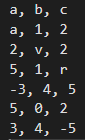 a, b, c
a, 1, 2
2, v, 2
5, 1, r
-3, 4, 5
5, 0, 2
3, 4, -5